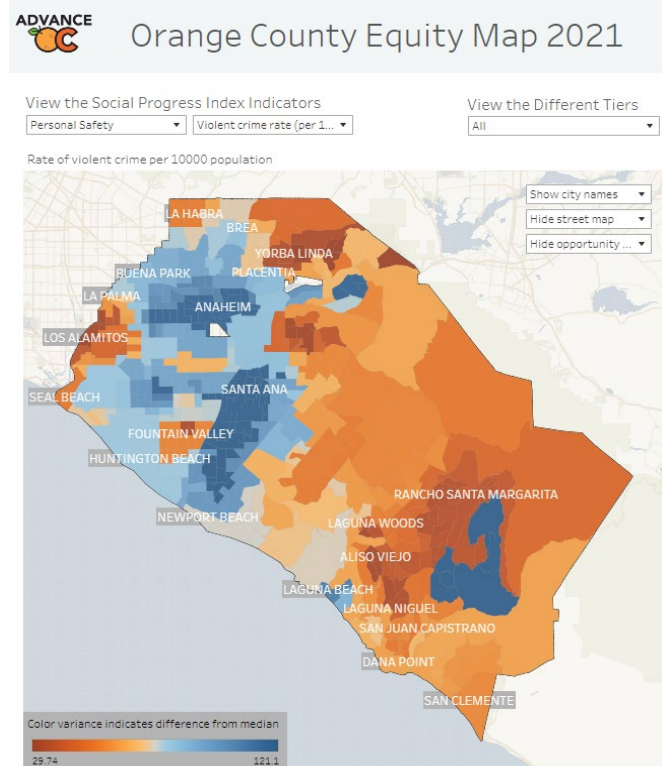 ADVANCE
OC
Orange County Equity Map 2021
View the Social Progress Index Indicators
View the Different Tiers
Personal Safety
Violent crime rate (per 1...
All
Rate of violent crime per 10000 population
Show city names
Hide street map
Hide opportunity ...
LA HABRA
BREA
YORBA LINDA
BUENA PARK
PLACENTIA
LA PALMA
ANAHEIM
LOS ALAMITOS
SANTA ANA
SEAL BEACH
FOUNTAIN VALLEY
HUNTINGTON BEACH
RANCHO SANTA MARGARITA
NEWPORT BEACH
LAGUNA WOODS
ALISO VIEJO
LAGUNA BEACH
LAGUNA NIGUEL
SAN JUAN CAPISTRANO
DANA POINT
SAN CLEMENTE
Color variance indicates difference from median
29.74
121.1